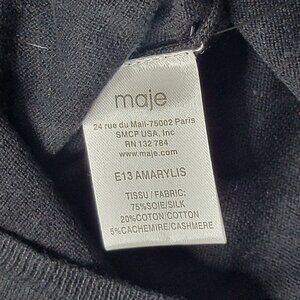 maje
24 rue du Mail-75002 Paris
SMCP USA, Inc
RN 132 784
www.maje.com
E13 AMARYLIS
TISSU / FABRIC:
75%SOIE/SILK
20%COTON/COTTON
5%CACHEMIRE/CASHMERE